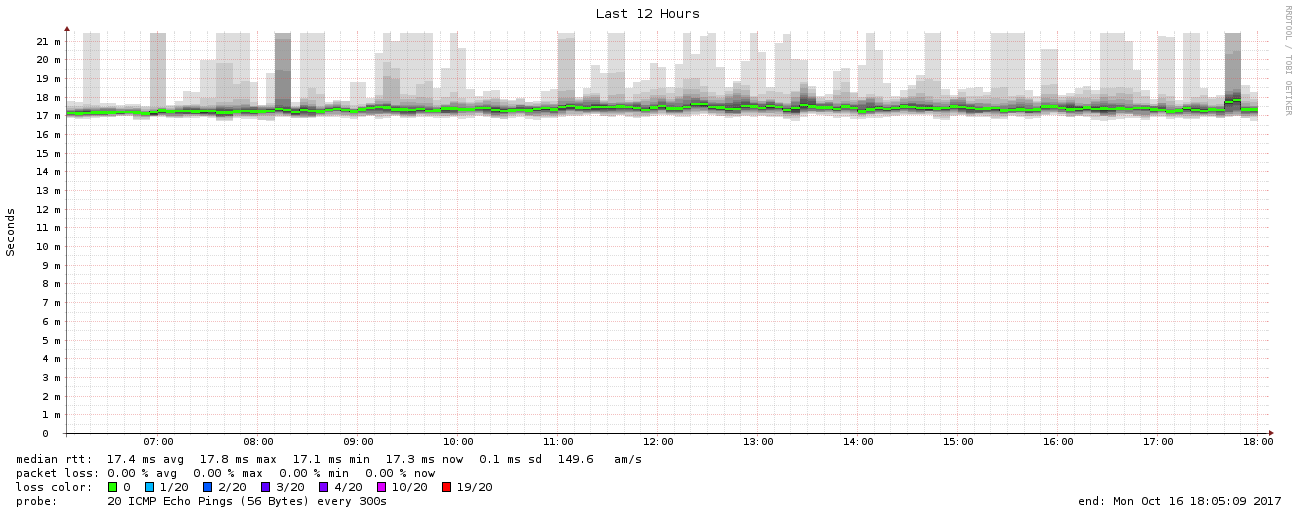 Last 12 Hours
RRDTOOL / TOBI OETIKER
Seconds
21 m
20 m
19 m
18 m
17 m
16 m
15 m
14 m
13 m
12 m
11 m
10 m
9 m
8 m
7 m
6 m
5 m
4 m
3 m
2 m
1 m
0
07:00 08:00 09:00 10:00 11:00 12:00 13:00 14:00 15:00 16:00 17:00 18:00
median rtt: 17.4 ms avg 17.8 ms max 17.1 ms min 17.3 ms now 0.1 ms sd 149.6 am/s
packet loss: 0.00 % avg 0.00 % max 0.00 % min 0.00 % now
loss color: 0 1/20 2/20 3/20 4/20 10/20 19/20
probe: 20 ICMP Echo Pings (56 Bytes) every 300s end: Mon Oct 16 18:05:09 2017